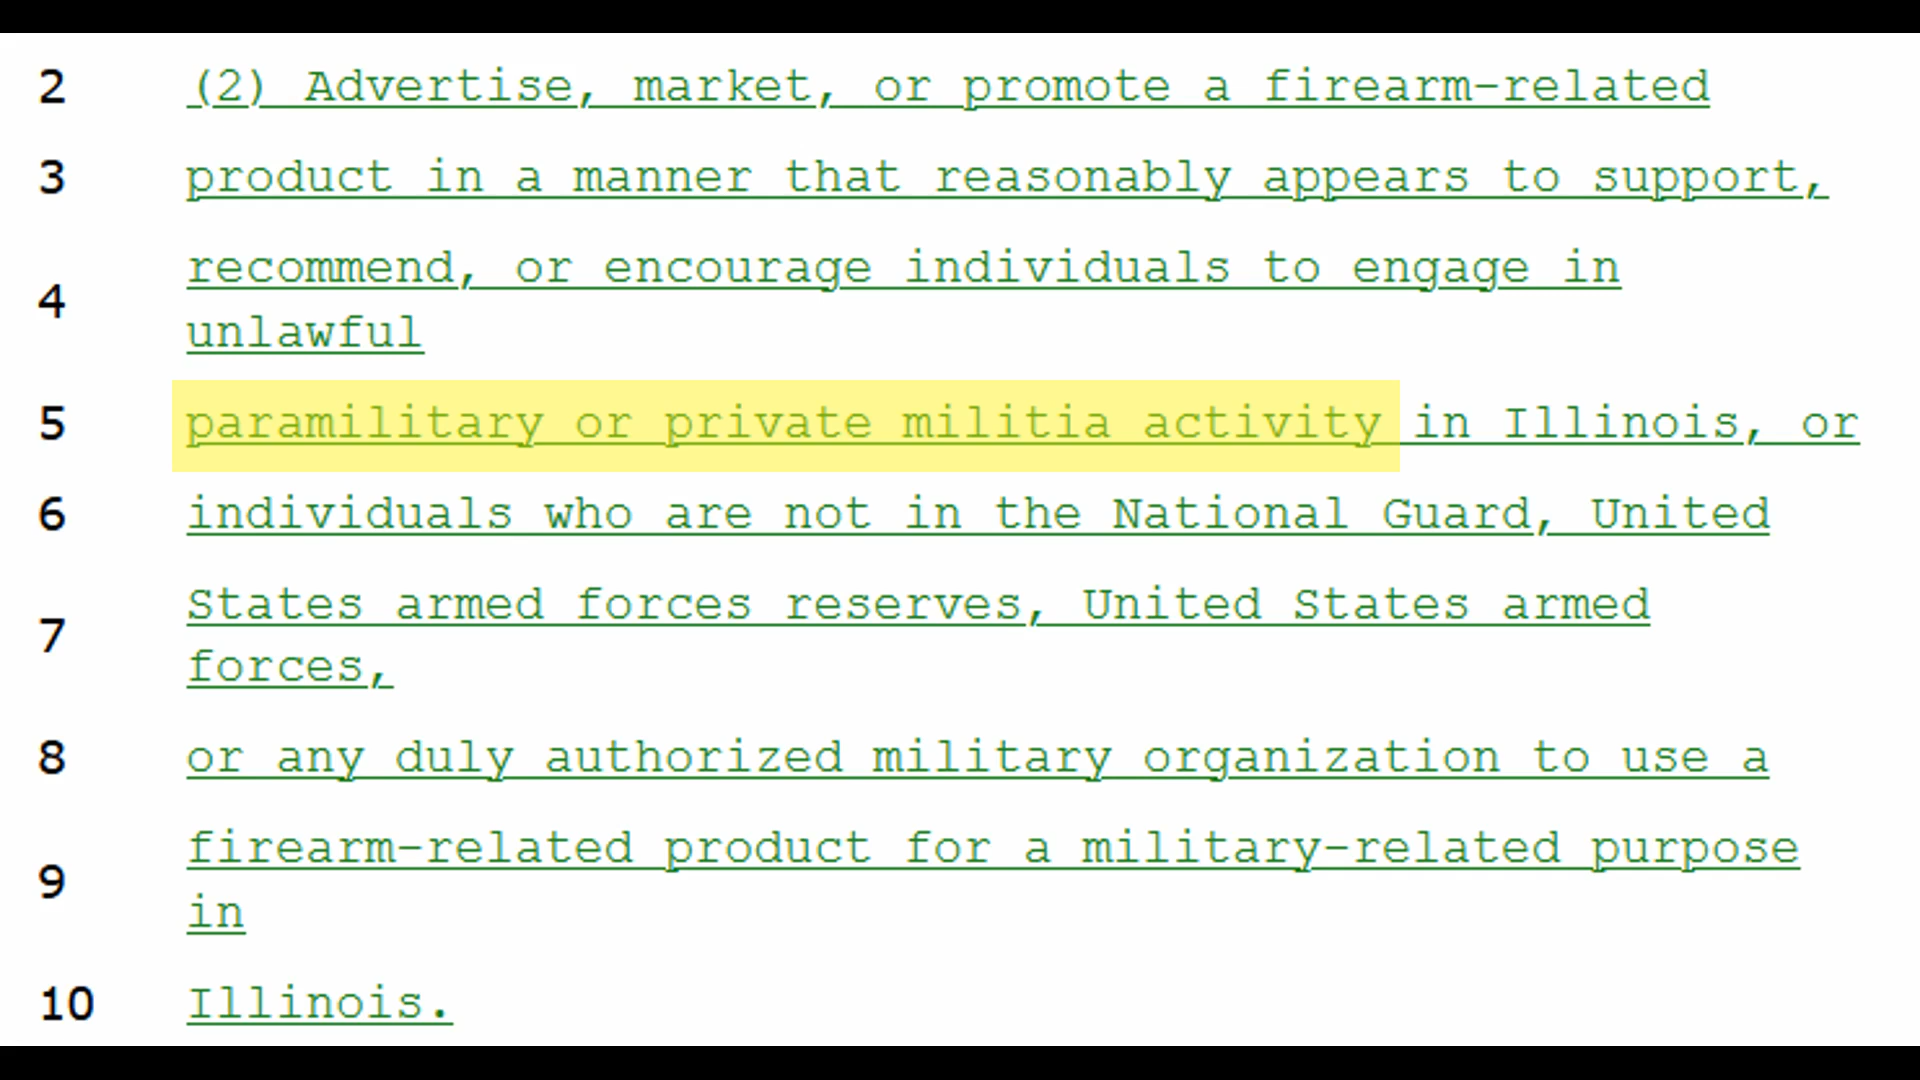 2 (2) Advertise, market, or promote a firearm-related
3 product in a manner that reasonably appears to support,
4 recommend, or encourage individuals to engage in
unlawful
5 paramilitary or private militia activity in Illinois, or
6 individuals who are not in the National Guard, United
7 States armed forces reserves, United States armed
forces,
8 or any duly authorized military organization to use a
9 firearm-related product for a military-related purpose
in
10 Illinois.